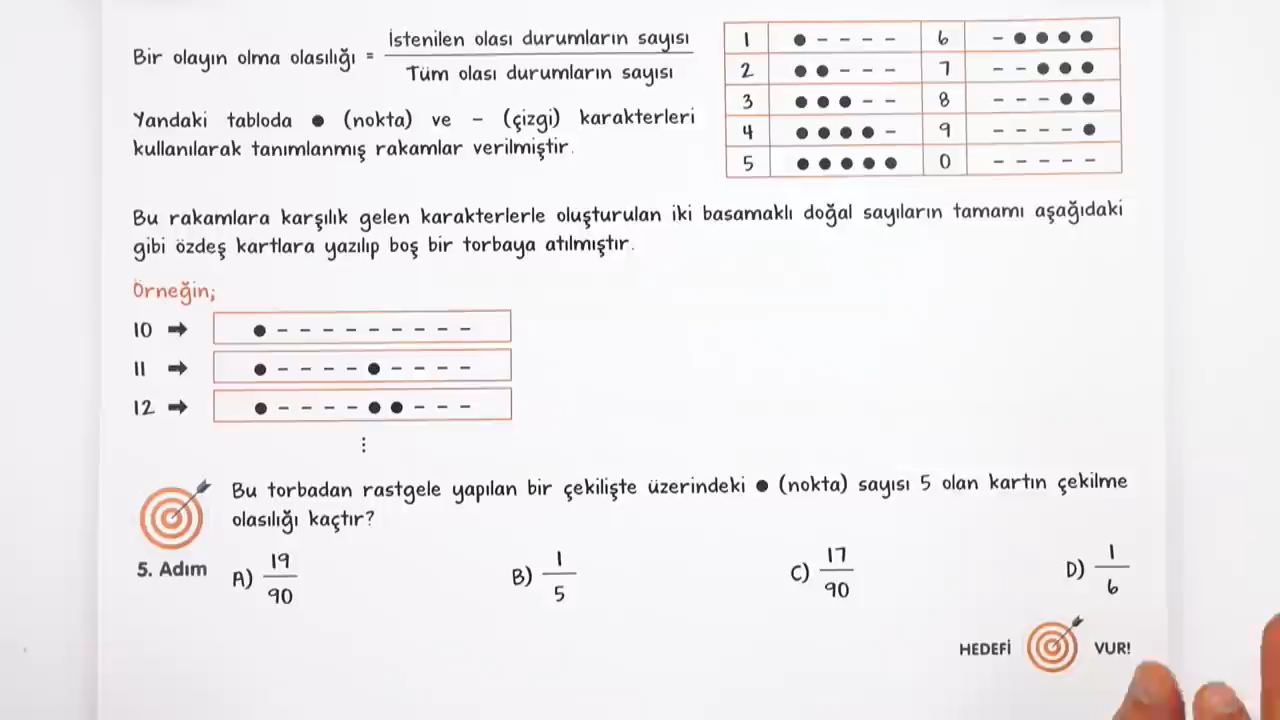 Bir olayın olma olasılığı = İstenilen olası durumların sayısı / Tüm olası durumların sayısı
Yandaki tabloda ● (nokta) ve - (çizgi) karakterleri
kullanılarak tanımlanmış rakamlar verilmiştir.
1 ● - - - - 6 - ● ● ● ●
2 ● ● - - - 7 - - ● ● ●
3 ● ● ● - - 8 - - - ● ●
4 ● ● ● ● - 9 - - - - ●
5 ● ● ● ● ● 0 - - - - -
Bu rakamlara karşılık gelen karakterlerle oluşturulan iki basamaklı doğal sayıların tamamı aşağıdaki
gibi özdeş kartlara yazılıp boş bir torbaya atılmıştır.
Örneğin;
10 ➡ ● - - - - - - - - -
11 ➡ ● - - - - ● - - - -
12 ➡ ● - - - - ● ● - - -
⋮
Bu torbadan rastgele yapılan bir çekilişte üzerindeki ● (nokta) sayısı 5 olan kartın çekilme
olasılığı kaçtır?
5. Adım
A) 19/90 B) 1/5 C) 17/90 D) 1/6
HEDEFİ VUR!